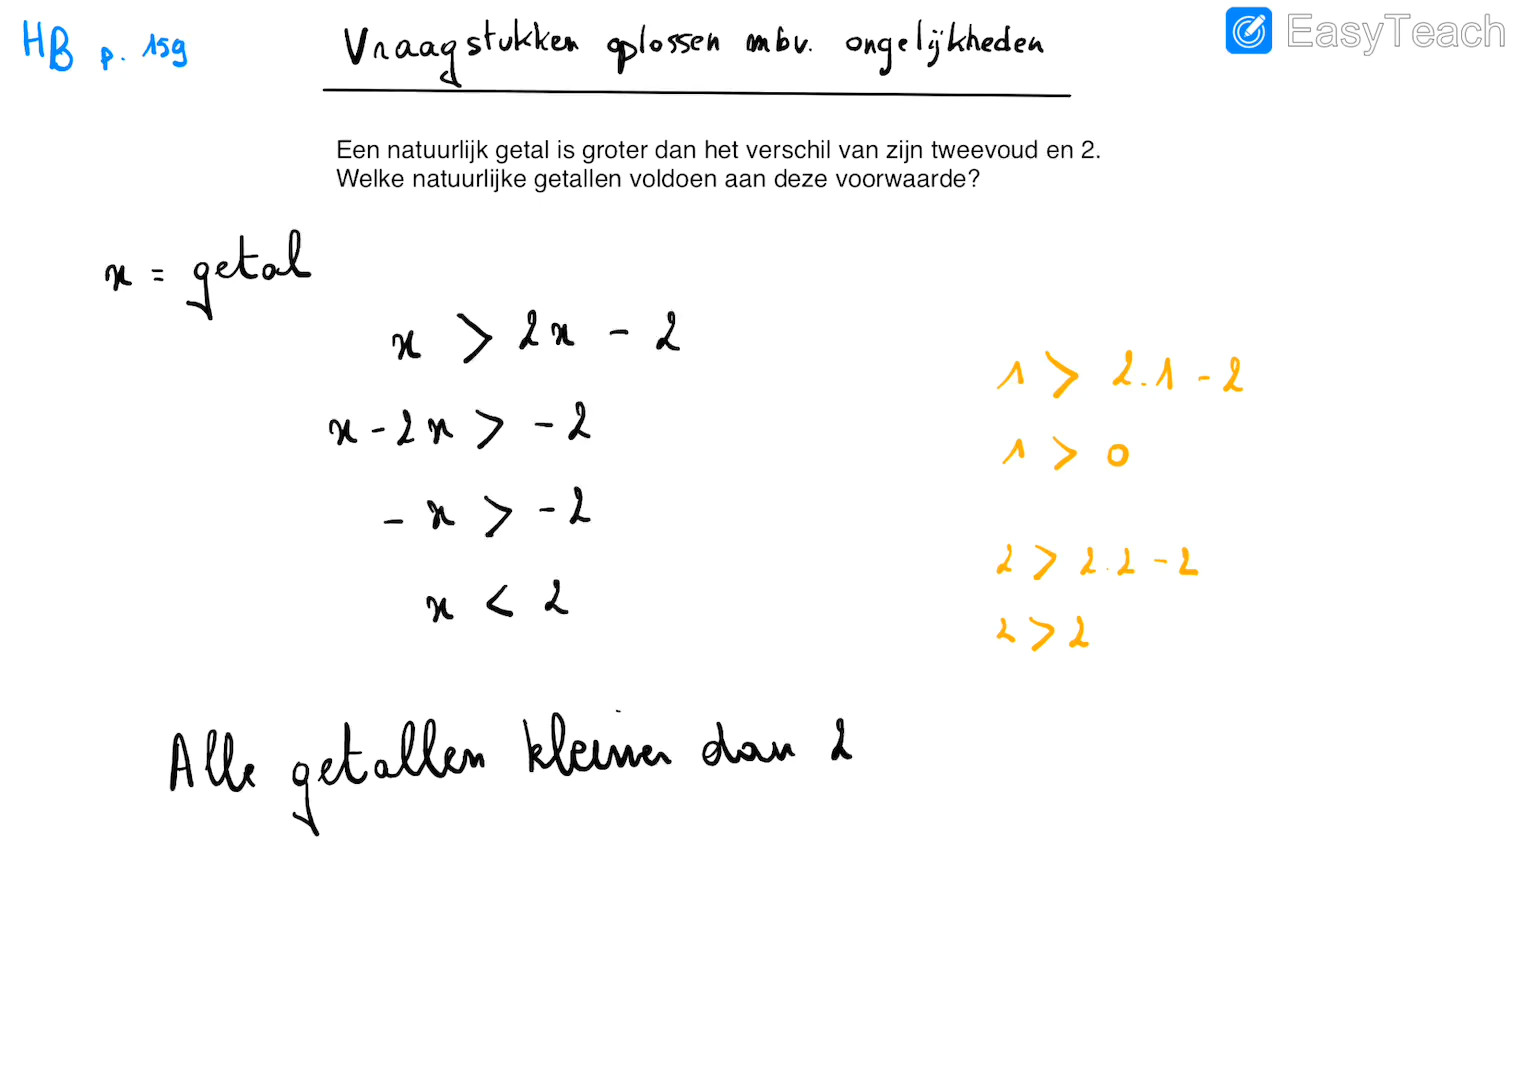 HB p. 159
Vraagstukken oplossen mbv. ongelijkheden
EasyTeach
Een natuurlijk getal is groter dan het verschil van zijn tweevoud en 2.
Welke natuurlijke getallen voldoen aan deze voorwaarde?
x = getal
x > 2x - 2
x - 2x > -2
- x > -2
x < 2
1 > 2.1 - 2
1 > 0
2 > 2.2 - 2
2 > 2
Alle getallen kleiner dan 2